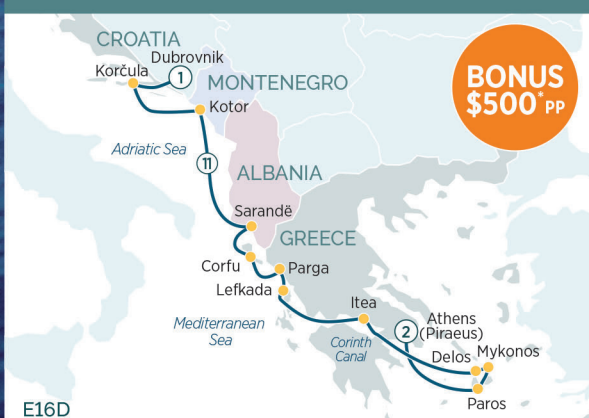 CROATIA
Dubrovnik
Korčula
1
BONUS
$500*PP
MONTENEGRO
Kotor
Adriatic Sea
11
ALBANIA
Sarandë
GREECE
Corfu
Parga
Lefkada
Itea
Athens
(Piraeus)
2
Mediterranean
Sea
Corinth
Canal
Delos
Mykonos
Paros
E16D